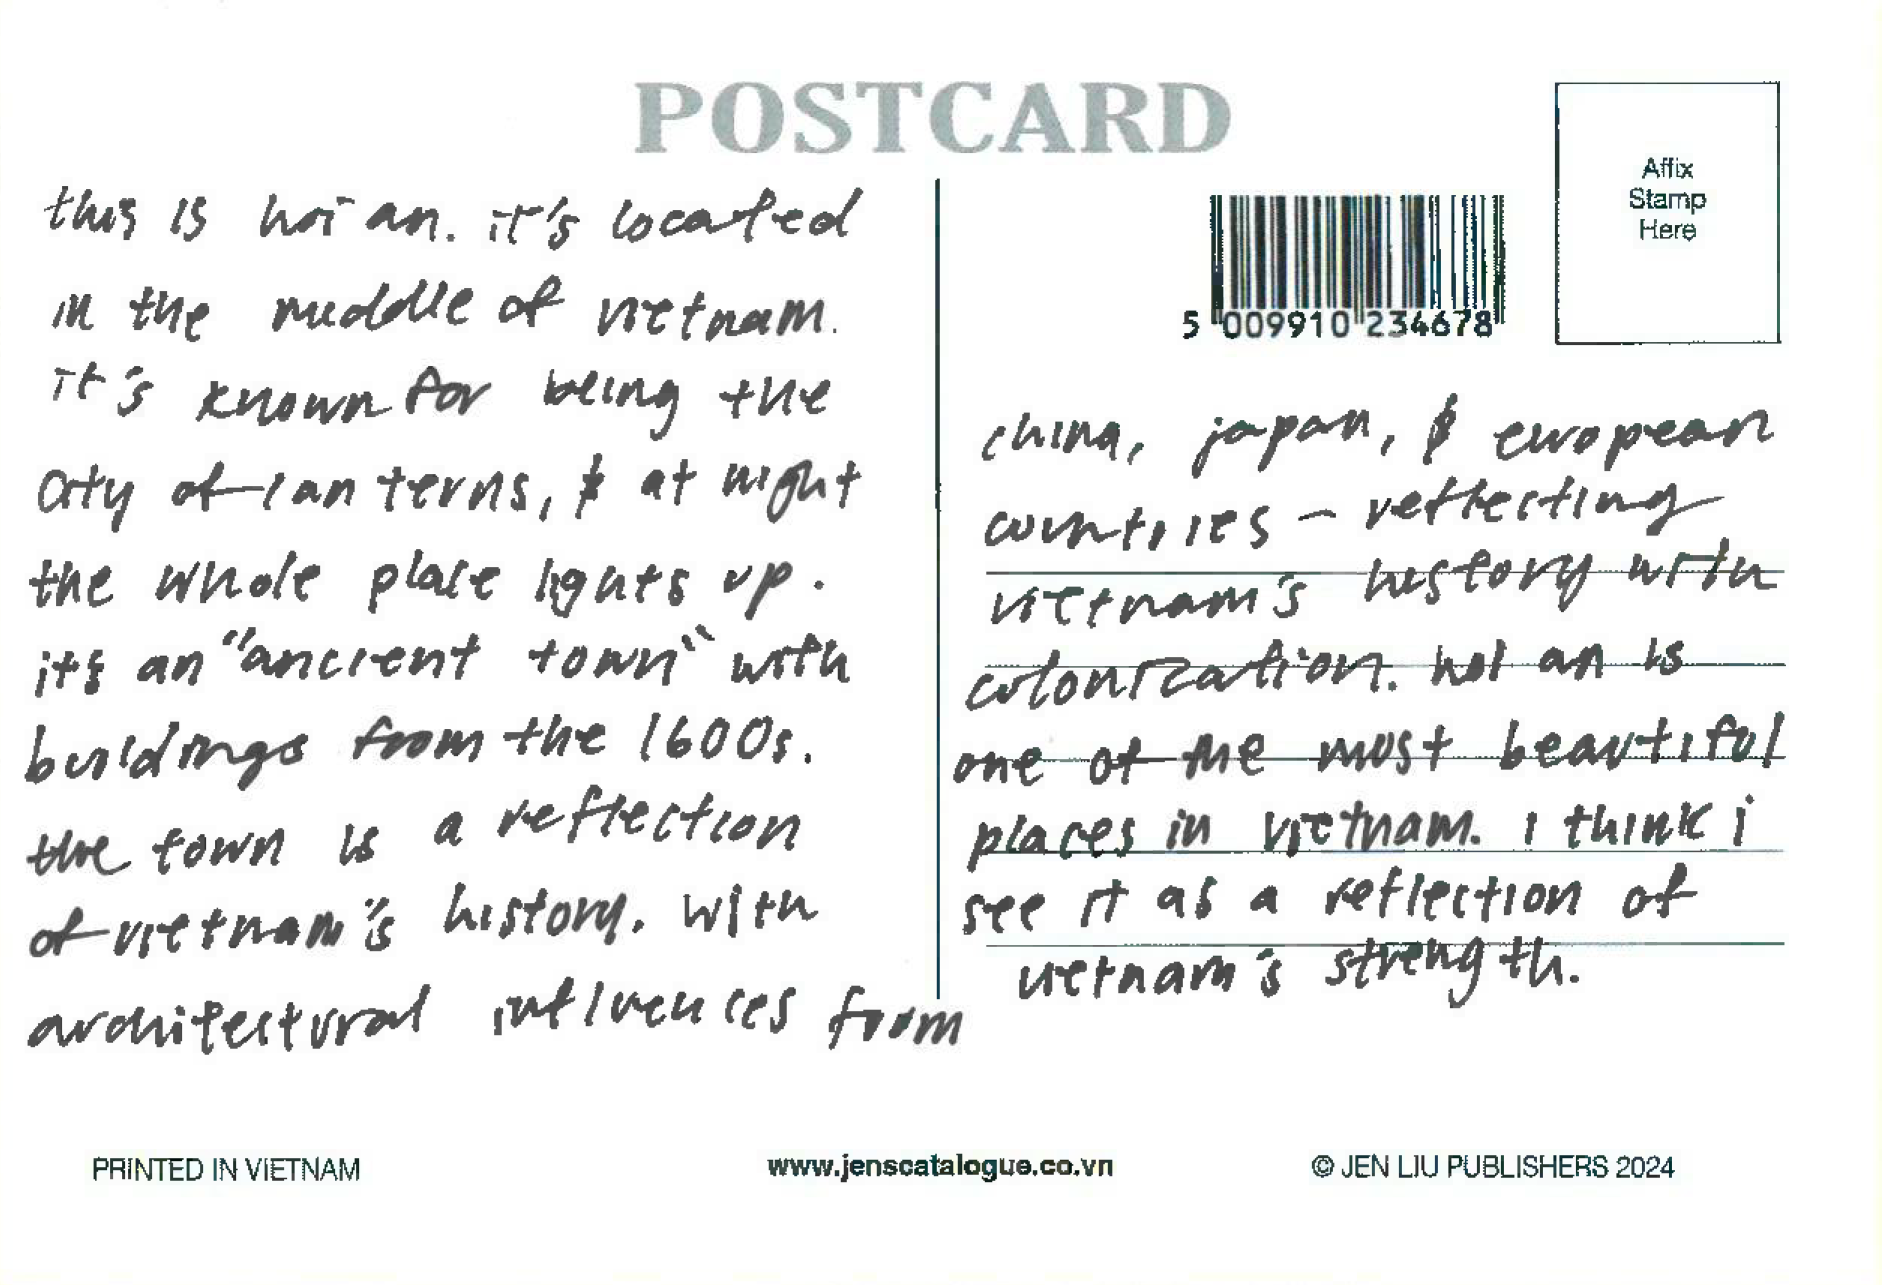 POSTCARD
this is hoi an. it's located
in the middle of vietnam.
it's known for being the
city of lanterns, & at night
the whole place lights up.
its an "ancient town" with
buildings from the 1600s.
the town is a reflection
of vietnam's history. with
architectural influences from
Affix
Stamp
Here
5 009910 234678
china, japan, & european
countries – reflecting
vietnam's history with
colonization. hoi an is
one of the most beautiful
places in vietnam. i think i
see it as a reflection of
vietnam's strength.
PRINTED IN VIETNAM
www.jenscatalogue.co.vn
© JEN LIU PUBLISHERS 2024